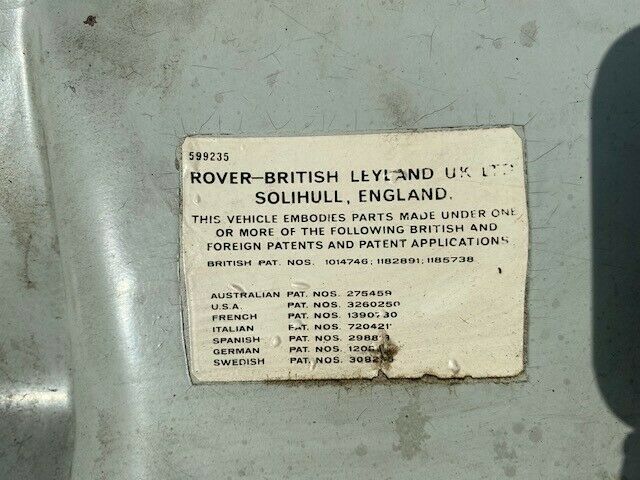 599235
ROVER–BRITISH LEYLAND UK LTD
SOLIHULL, ENGLAND.
THIS VEHICLE EMBODIES PARTS MADE UNDER ONE
OR MORE OF THE FOLLOWING BRITISH AND
FOREIGN PATENTS AND PATENT APPLICATIONS
BRITISH PAT. NOS. 1014746; 1182891; 1185738
AUSTRALIAN PAT. NOS. 275459
U.S.A. PAT. NOS. 3260250
FRENCH PAT. NOS.
ITALIAN PAT. NOS.
SPANISH PAT. NOS.
GERMAN PAT. NOS.
SWEDISH PAT. NOS.